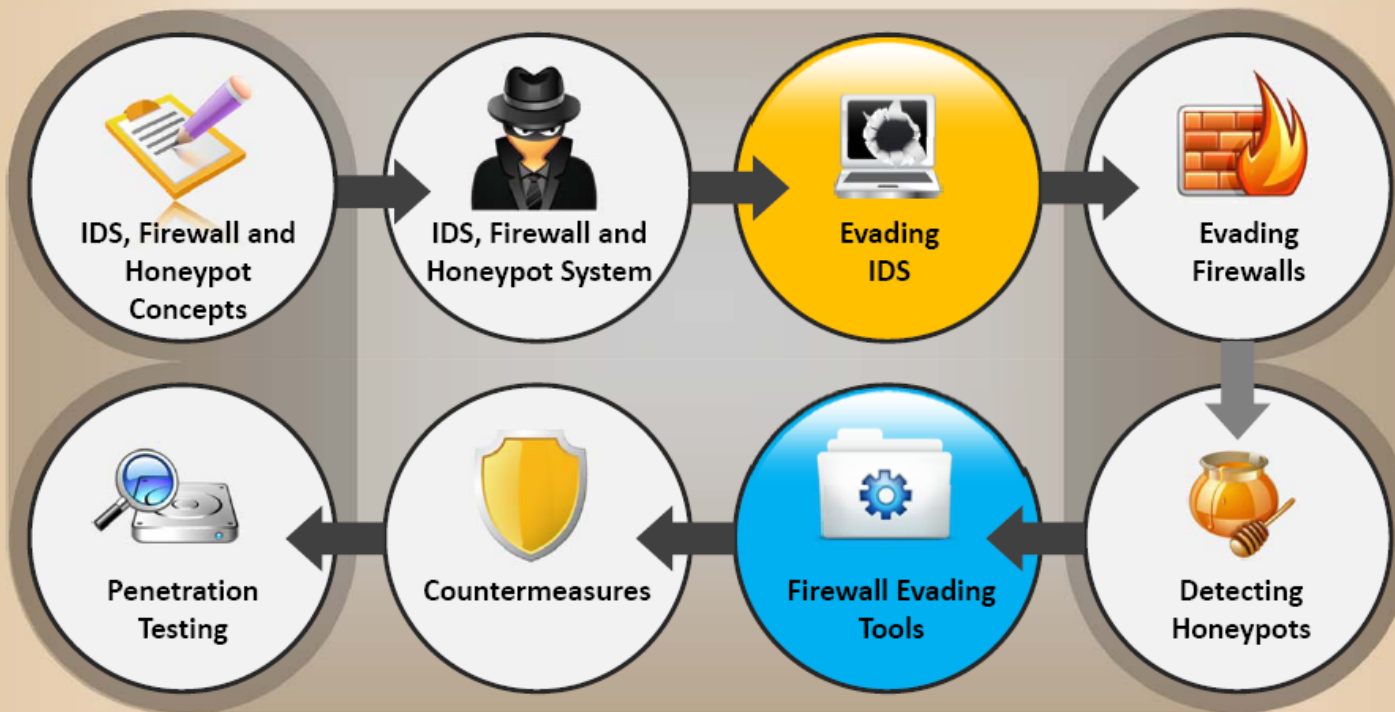 IDS, Firewall and
Honeypot
Concepts
IDS, Firewall and
Honeypot System
Evading
IDS
Evading
Firewalls
Detecting
Honeypots
Firewall Evading
Tools
Countermeasures
Penetration
Testing